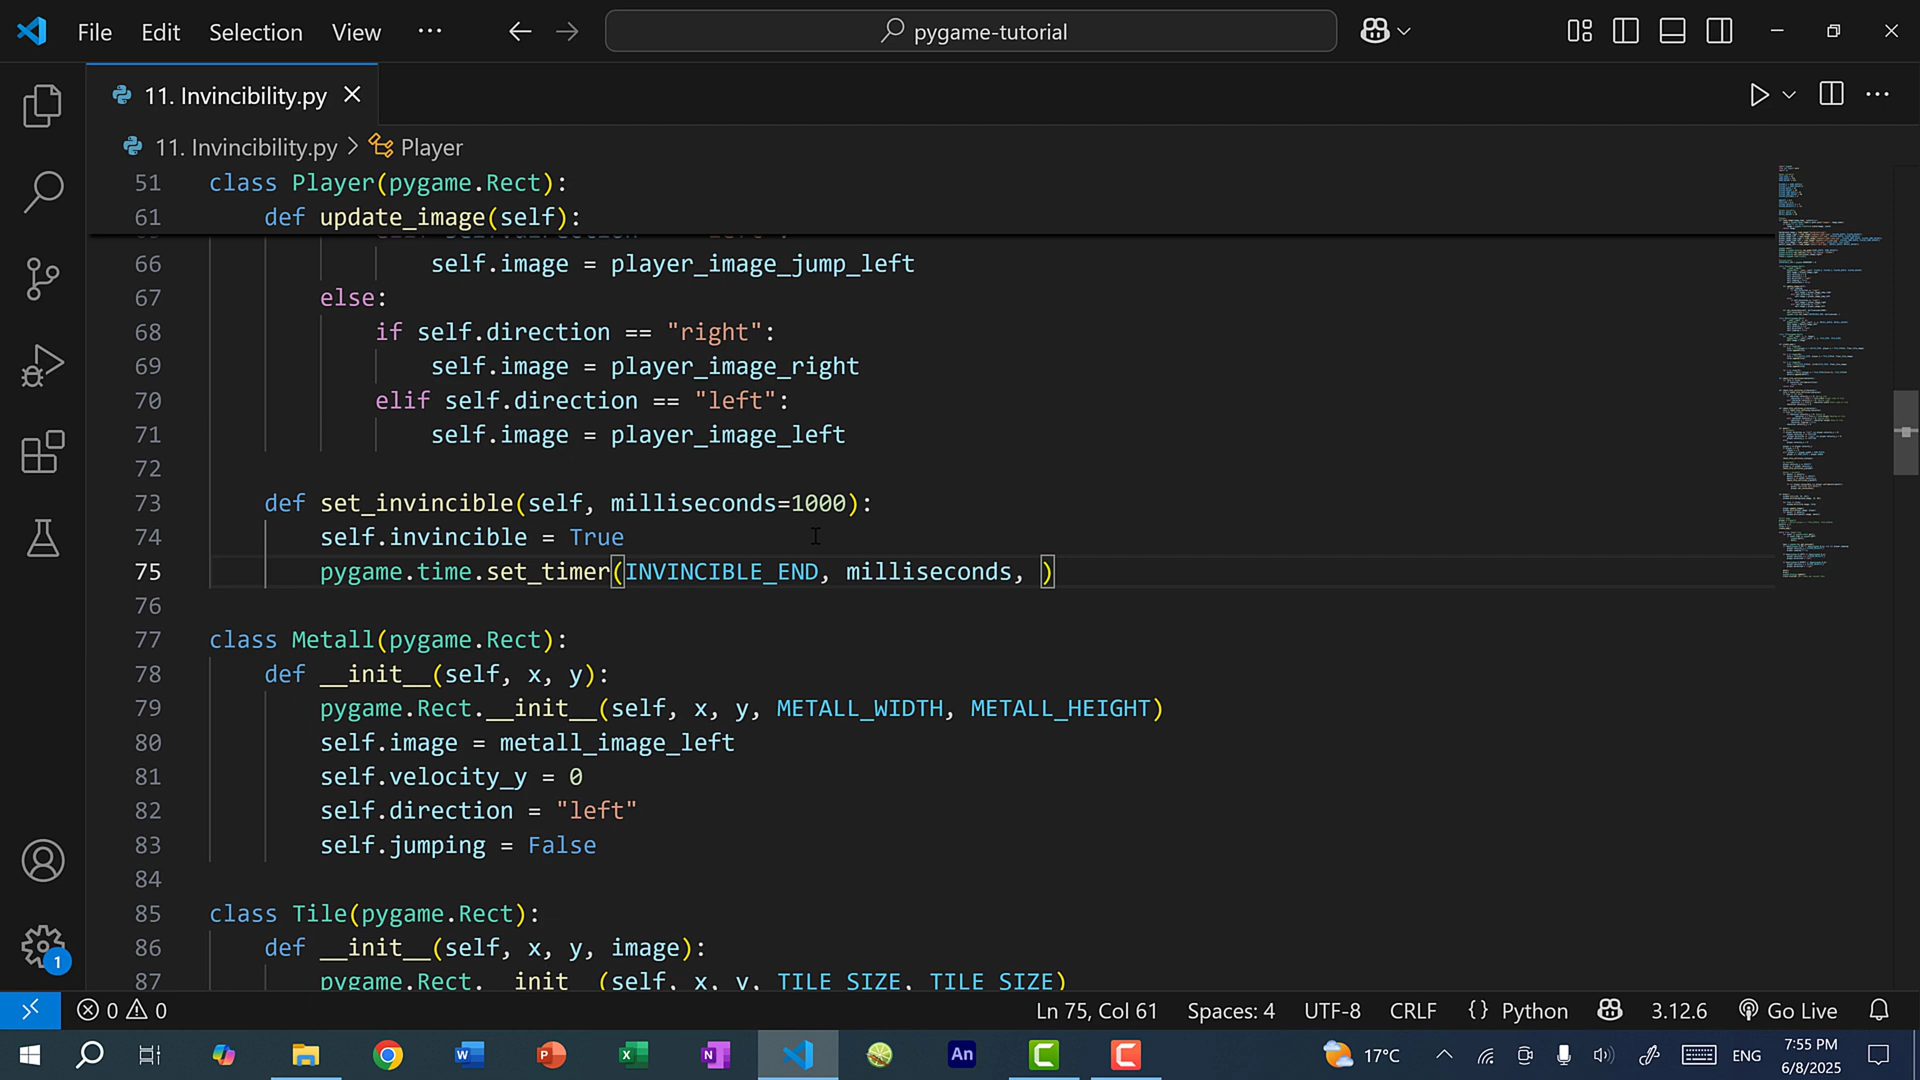 File Edit Selection View ··· pygame-tutorial
11. Invincibility.py
11. Invincibility.py > Player
51 class Player(pygame.Rect):
61 def update_image(self):
66 self.image = player_image_jump_left
67 else:
68 if self.direction == "right":
69 self.image = player_image_right
70 elif self.direction == "left":
71 self.image = player_image_left
72
73 def set_invincible(self, milliseconds=1000):
74 self.invincible = True
75 pygame.time.set_timer(INVINCIBLE_END, milliseconds, )
76
77 class Metall(pygame.Rect):
78 def __init__(self, x, y):
79 pygame.Rect.__init__(self, x, y, METALL_WIDTH, METALL_HEIGHT)
80 self.image = metall_image_left
81 self.velocity_y = 0
82 self.direction = "left"
83 self.jumping = False
84
85 class Tile(pygame.Rect):
86 def __init__(self, x, y, image):
87 pygame.Rect.__init__(self, x, y, TILE_SIZE, TILE_SIZE)
1
0 0 Ln 75, Col 61 Spaces: 4 UTF-8 CRLF {} Python 3.12.6 Go Live
17°C ENG 7:55 PM
6/8/2025